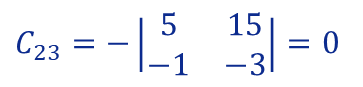 C₂₃ = − |5 15| = 0
|−1 −3|